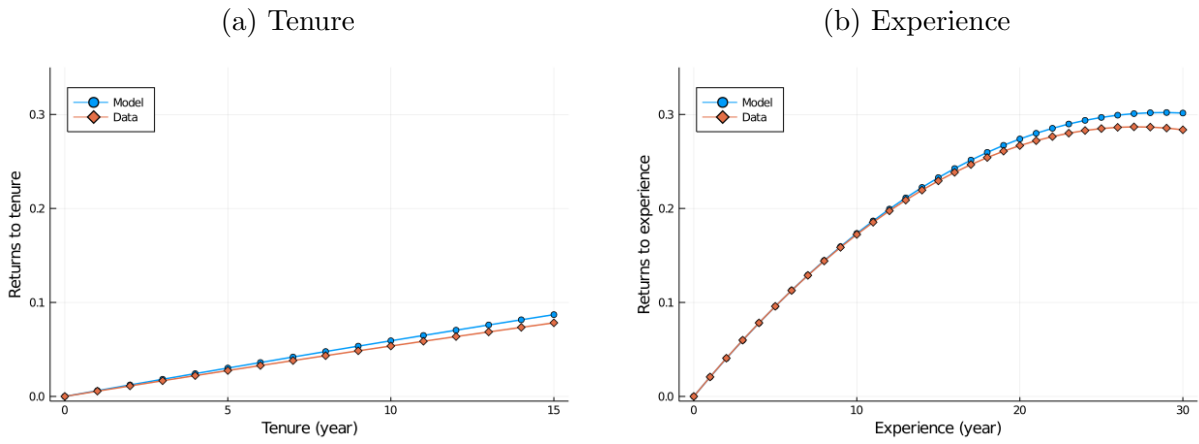 (a) Tenure
Returns to tenure
0.3
0.2
0.1
0.0
Model
Data
0
5
10
15
Tenure (year)
(b) Experience
Returns to experience
0.3
0.2
0.1
0.0
Model
Data
0
10
20
30
Experience (year)